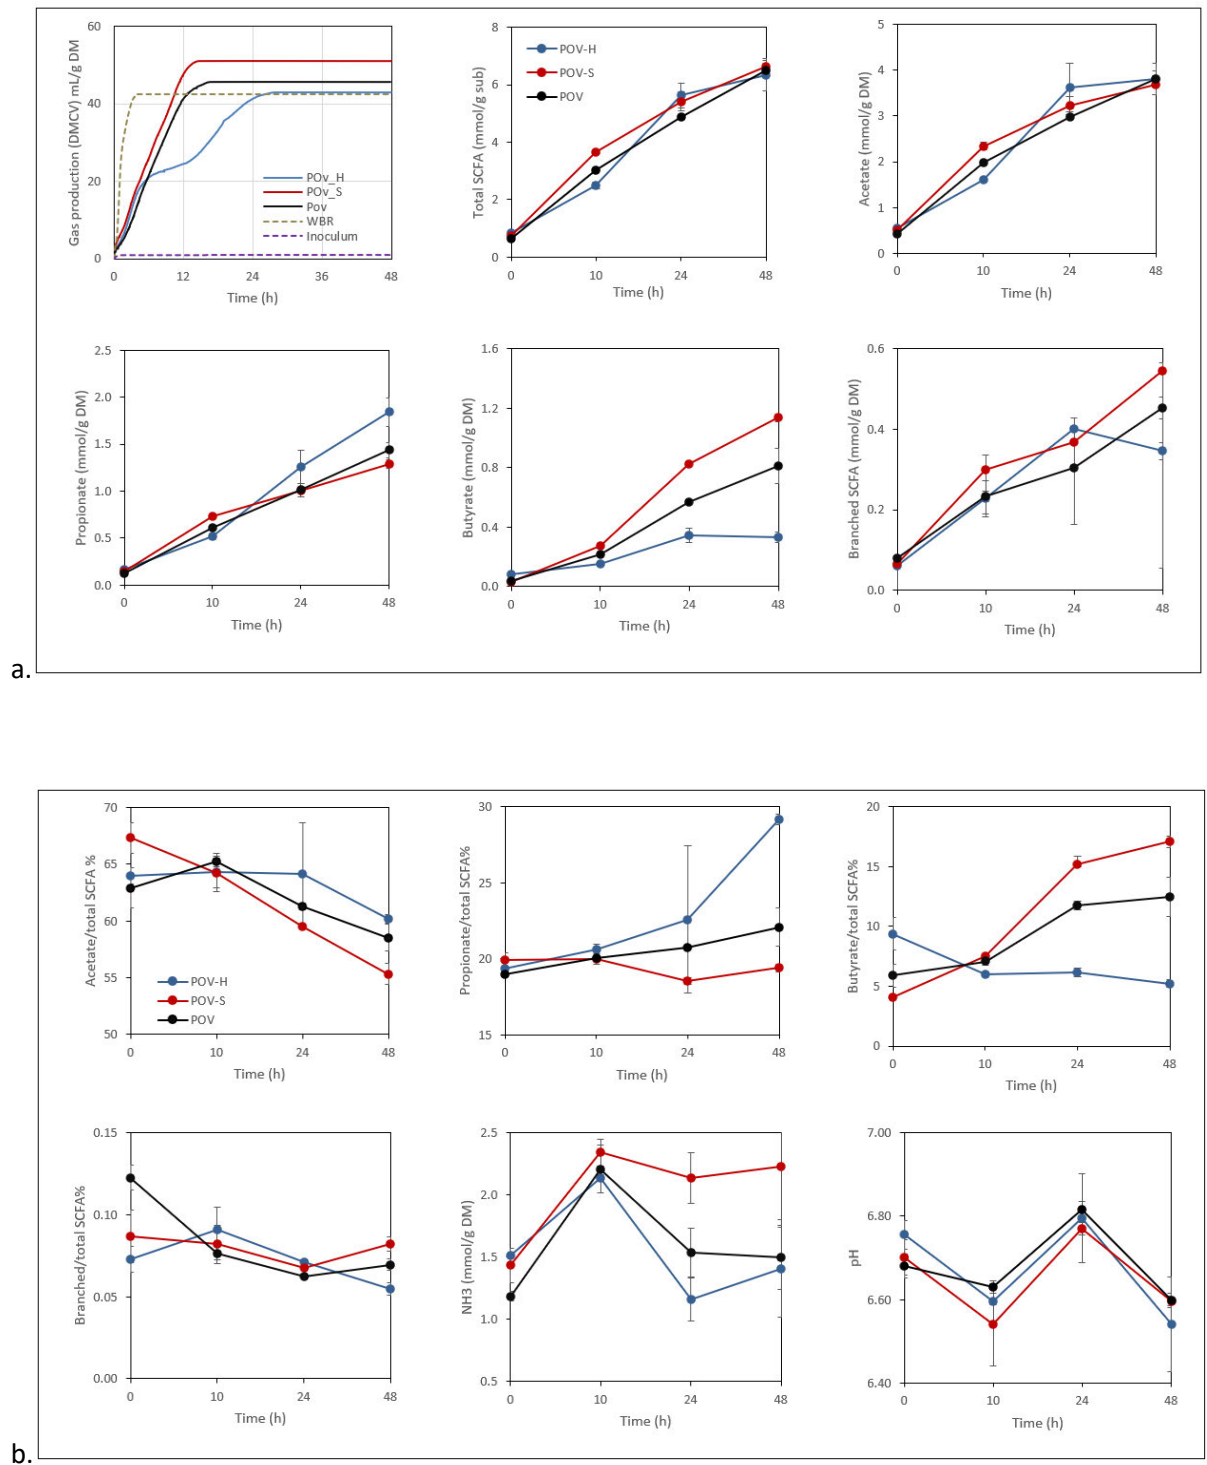 Gas production (DMCV) mL/g DM
60
40
20
0
0 12 24 36 48
Time (h)
POv_H
POv_S
Pov
WBR
Inoculum
Total SCFA (mmol/g sub)
8
6
4
2
0
0 10 24 48
Time (h)
POV-H
POV-S
POV
Acetate (mmol/g DM)
5
4
3
2
1
0
0 10 24 48
Time (h)
Propionate (mmol/g DM)
2.5
2.0
1.5
1.0
0.5
0.0
0 10 24 48
Time (h)
Butyrate (mmol/g DM)
1.6
1.2
0.8
0.4
0.0
0 10 24 48
Time (h)
Branched SCFA (mmol/g DM)
0.6
0.4
0.2
0.0
0 10 24 48
Time (h)
a.
Acetate/total SCFA %
70
65
60
55
50
POV-H
POV-S
POV
0 10 24 48
Time (h)
Propionate/total SCFA%
30
25
20
15
0 10 24 48
Time (h)
Butyrate/total SCFA%
20
15
10
5
0
0 10 24 48
Time (h)
Branched/total SCFA%
0.15
0.10
0.05
0.00
0 10 24 48
Time (h)
NH3 (mmol/g DM)
2.5
2.0
1.5
1.0
0.5
0 10 24 48
Time (h)
pH
7.00
6.80
6.60
6.40
0 10 24 48
Time (h)
b.